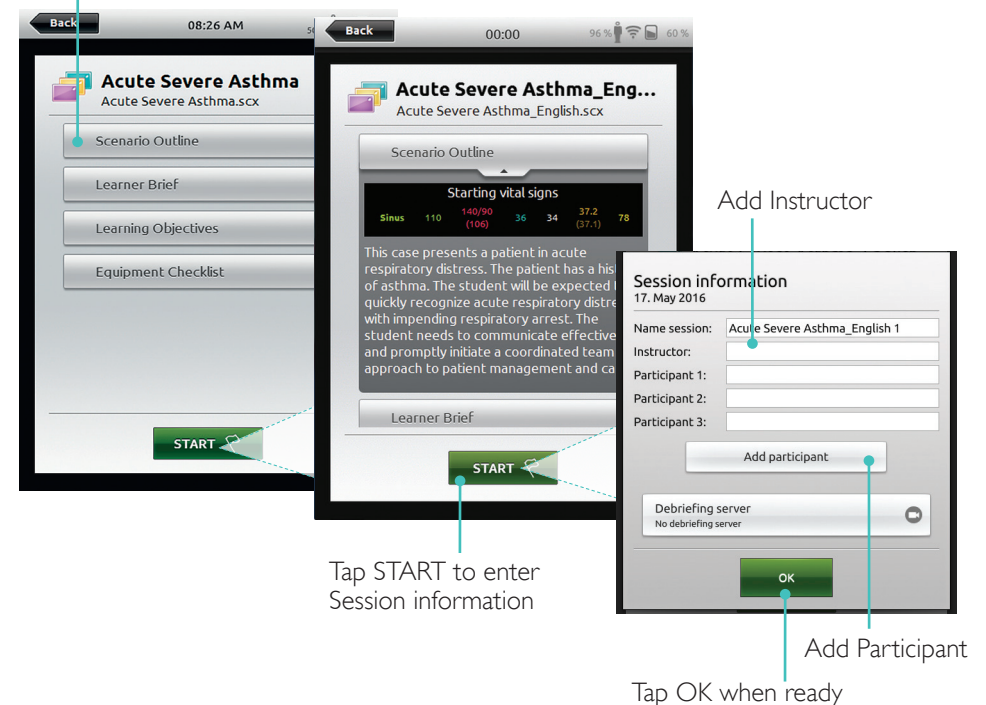 Back
08:26 AM
Acute Severe Asthma
Acute Severe Asthma.scx
Scenario Outline
Learner Brief
Learning Objectives
Equipment Checklist
START
Back
00:00
96 %
60 %
Acute Severe Asthma_Eng...
Acute Severe Asthma_English.scx
Scenario Outline
Starting vital signs
Sinus 110 140/90 (106) 36 34 37.2 (37.1) 78
This case presents a patient in acute
respiratory distress. The patient has a
of asthma. The student will be expected
quickly recognize acute respiratory
with impending respiratory arrest. The
student needs to communicate
and promptly initiate a coordinated team
approach to patient management and
Learner Brief
START
Add Instructor
Session information
17. May 2016
Name session: Acute Severe Asthma_English 1
Instructor:
Participant 1:
Participant 2:
Participant 3:
Add participant
Debriefing server
No debriefing server
OK
Tap START to enter
Session information
Add Participant
Tap OK when ready